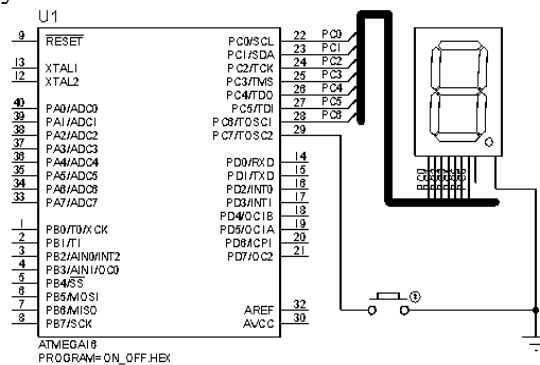 U1
9 RESET
13 XTAL1
12 XTAL2
40 PA0/ADC0
39 PA1/ADC1
38 PA2/ADC2
37 PA3/ADC3
36 PA4/ADC4
35 PA5/ADC5
34 PA6/ADC6
33 PA7/ADC7
1 PB0/T0/XCK
2 PB1/T1
3 PB2/AIN0/INT2
4 PB3/AIN1/OC0
5 PB4/SS
6 PB5/MOSI
7 PB6/MISO
8 PB7/SCK
PC0/SCL 22 PC0
PC1/SDA 23 PC1
PC2/TCK 24 PC2
PC3/TMS 25 PC3
PC4/TDO 26 PC4
PC5/TDI 27 PC5
PC6/TOSC1 28 PC6
PC7/TOSC2 29
PD0/RXD 14
PD1/TXD 15
PD2/INT0 16
PD3/INT1 17
PD4/OC1B 18
PD5/OC1A 19
PD6/ICP1 20
PD7/OC2 21
AREF 32
AVCC 30
ATMEGA16
PROGRAM=ON_OFF.HEX